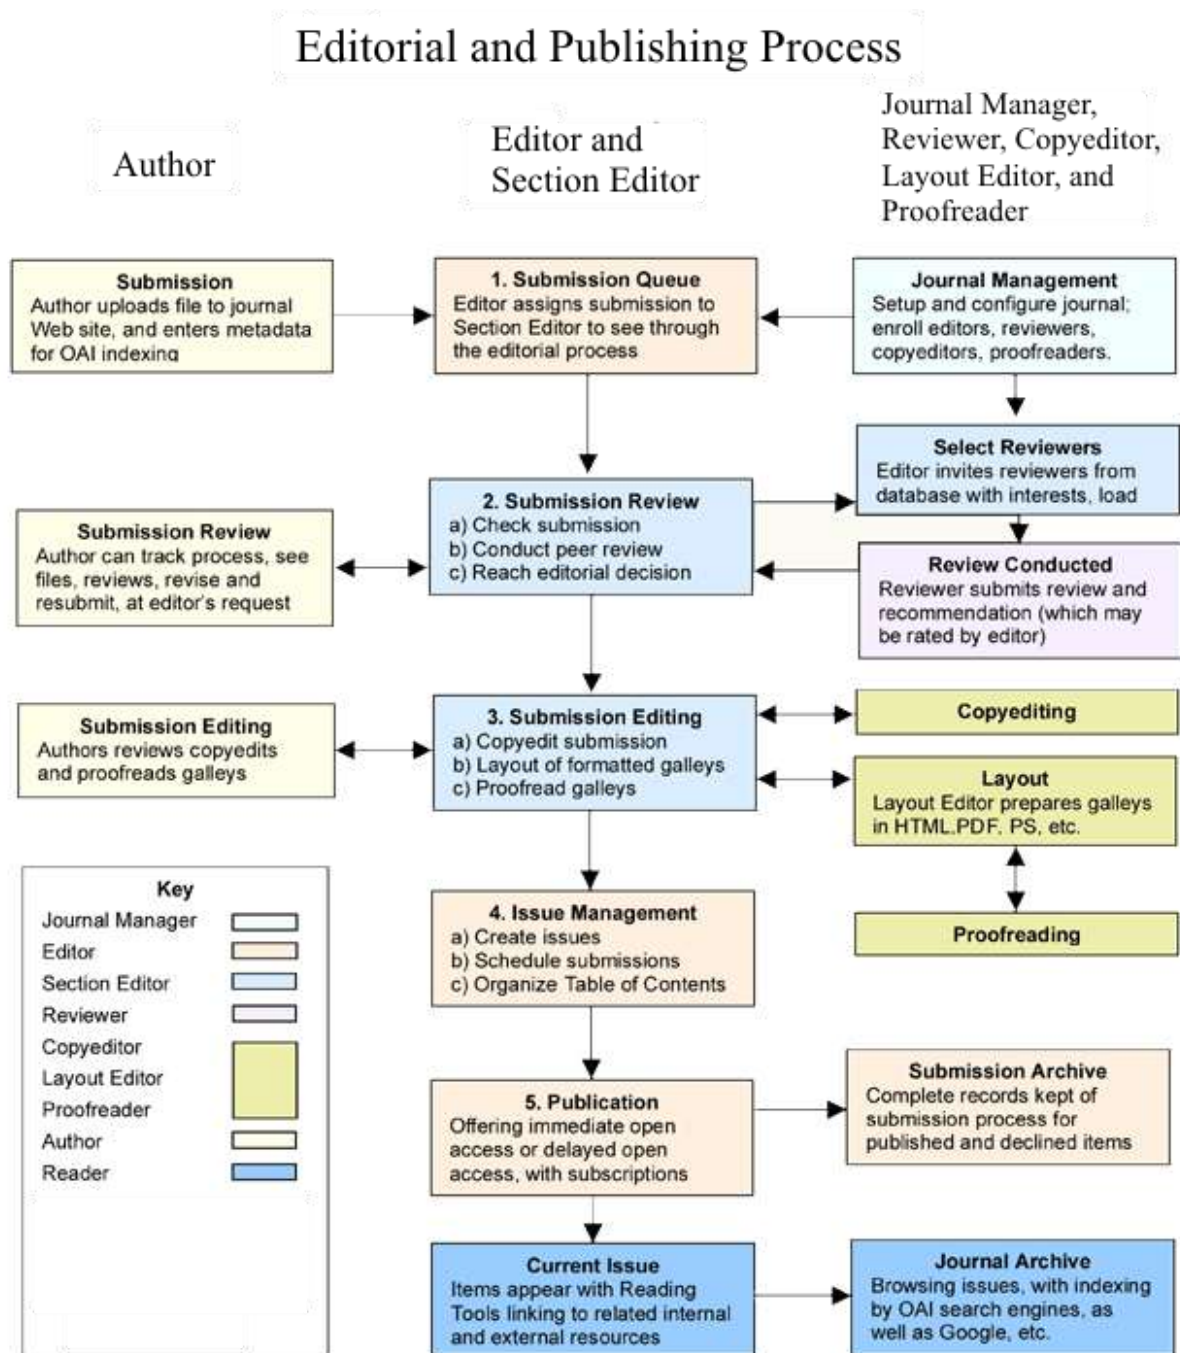 Editorial and Publishing Process
Author
Editor and
Section Editor
Journal Manager,
Reviewer, Copyeditor,
Layout Editor, and
Proofreader
Submission
Author uploads file to journal
Web site, and enters metadata
for OAI indexing
1. Submission Queue
Editor assigns submission to
Section Editor to see through
the editorial process
Journal Management
Setup and configure journal;
enroll editors, reviewers,
copyeditors, proofreaders.
Select Reviewers
Editor invites reviewers from
database with interests, load
2. Submission Review
a) Check submission
b) Conduct peer review
c) Reach editorial decision
Submission Review
Author can track process, see
files, reviews, revise and
resubmit, at editor's request
Review Conducted
Reviewer submits review and
recommendation (which may
be rated by editor)
Submission Editing
Authors reviews copyedits
and proofreads galleys
3. Submission Editing
a) Copyedit submission
b) Layout of formatted galleys
c) Proofread galleys
Copyediting
Layout
Layout Editor prepares galleys
in HTML.PDF. PS, etc.
Proofreading
Key
Journal Manager
Editor
Section Editor
Reviewer
Copyeditor
Layout Editor
Proofreader
Author
Reader
4. Issue Management
a) Create issues
b) Schedule submissions
c) Organize Table of Contents
5. Publication
Offering immediate open
access or delayed open
access, with subscriptions
Submission Archive
Complete records kept of
submission process for
published and declined items
Current Issue
Items appear with Reading
Tools linking to related internal
and external resources
Journal Archive
Browsing issues, with indexing
by OAI search engines, as
well as Google, etc.